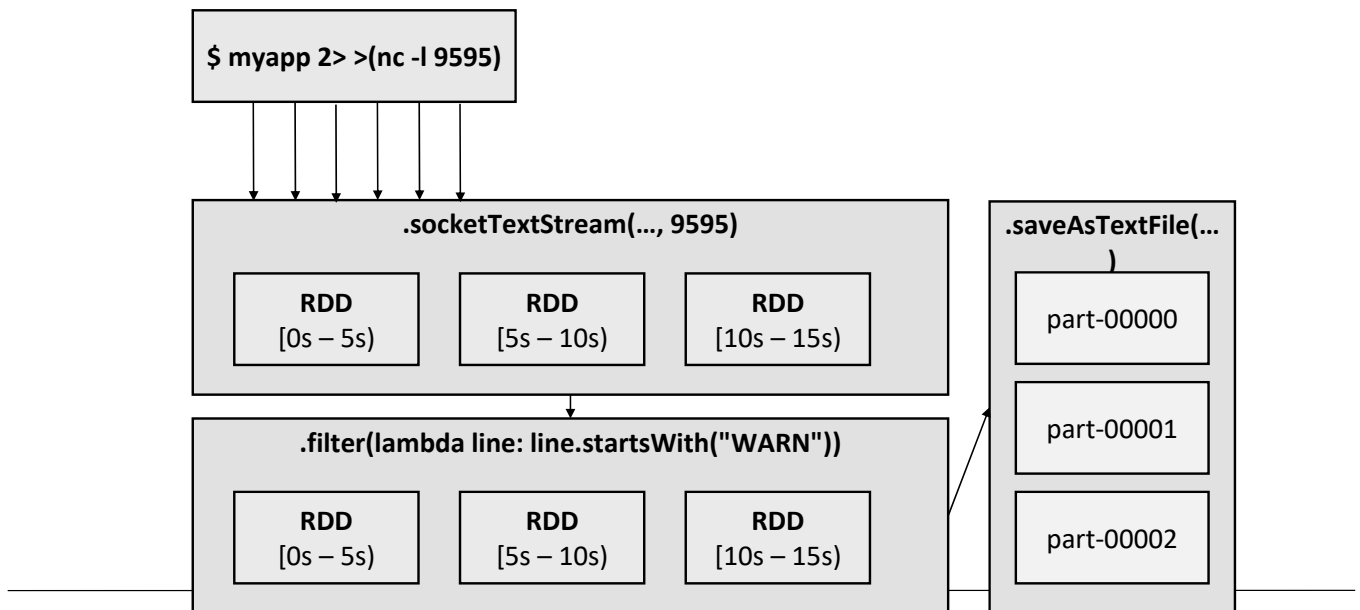 $ myapp 2> >(nc -l 9595)
.socketTextStream(…, 9595)
RDD
[0s – 5s)
RDD
[5s – 10s)
RDD
[10s – 15s)
.filter(lambda line: line.startsWith("WARN"))
RDD
[0s – 5s)
RDD
[5s – 10s)
RDD
[10s – 15s)
.saveAsTextFile(…
)
part-00000
part-00001
part-00002